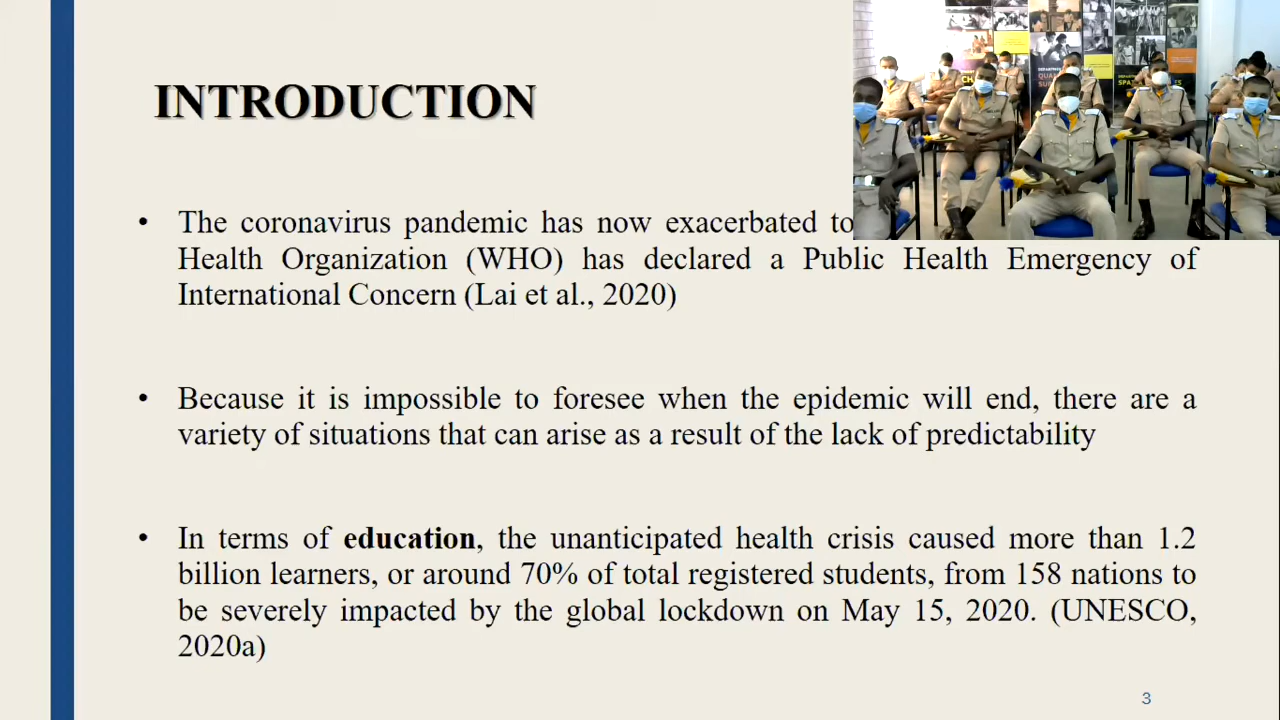 INTRODUCTION
• The coronavirus pandemic has now exacerbated to
Health Organization (WHO) has declared a Public Health Emergency of
International Concern (Lai et al., 2020)
• Because it is impossible to foresee when the epidemic will end, there are a
variety of situations that can arise as a result of the lack of predictability
• In terms of education, the unanticipated health crisis caused more than 1.2
billion learners, or around 70% of total registered students, from 158 nations to
be severely impacted by the global lockdown on May 15, 2020. (UNESCO,
2020a)
3